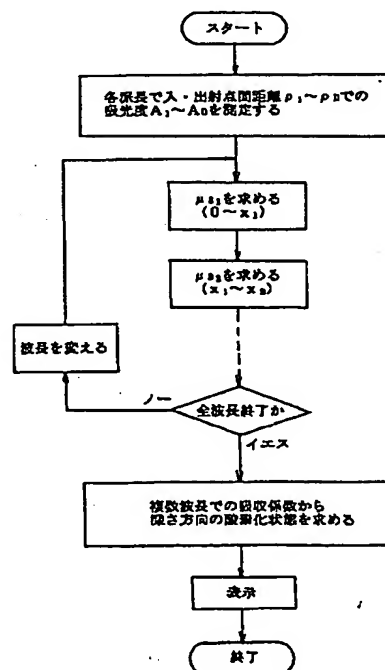 スタート
各波長で入・出射点間距離ρ₁〜ρnでの
吸光度A₁〜Anを測定する
μa₁を求める
(0〜x₁)
μa₂を求める
(x₁〜x₂)
波長を変える
ノー
全波長終了か
イエス
複数波長での吸収係数から
深さ方向の酸素化状態を求める
表示
終了